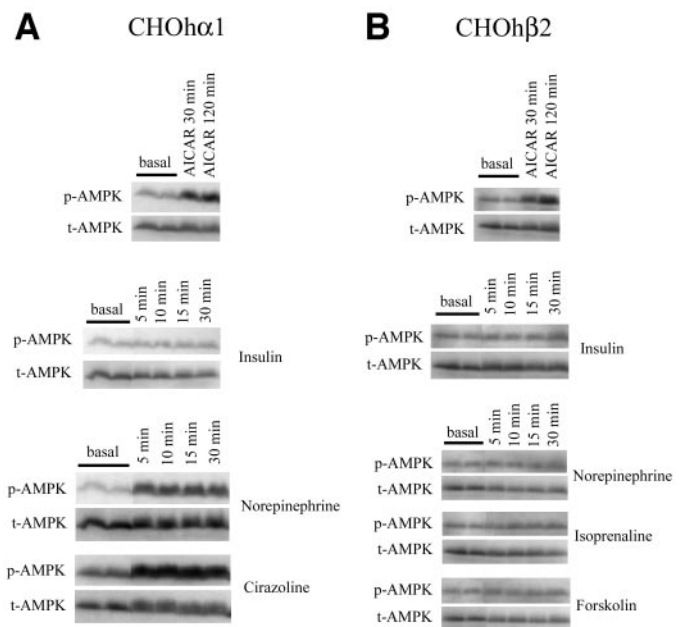 A CHOhα1
basal AICAR 30 min AICAR 120 min
p-AMPK
t-AMPK
basal 5 min 10 min 15 min 30 min
p-AMPK
t-AMPK
Insulin
basal 5 min 10 min 15 min 30 min
p-AMPK
t-AMPK
Norepinephrine
p-AMPK
t-AMPK
Cirazoline
B CHOhβ2
basal AICAR 30 min AICAR 120 min
p-AMPK
t-AMPK
basal 5 min 10 min 15 min 30 min
p-AMPK
t-AMPK
Insulin
basal 5 min 10 min 15 min 30 min
p-AMPK
t-AMPK
Norepinephrine
p-AMPK
t-AMPK
Isoprenaline
p-AMPK
t-AMPK
Forskolin